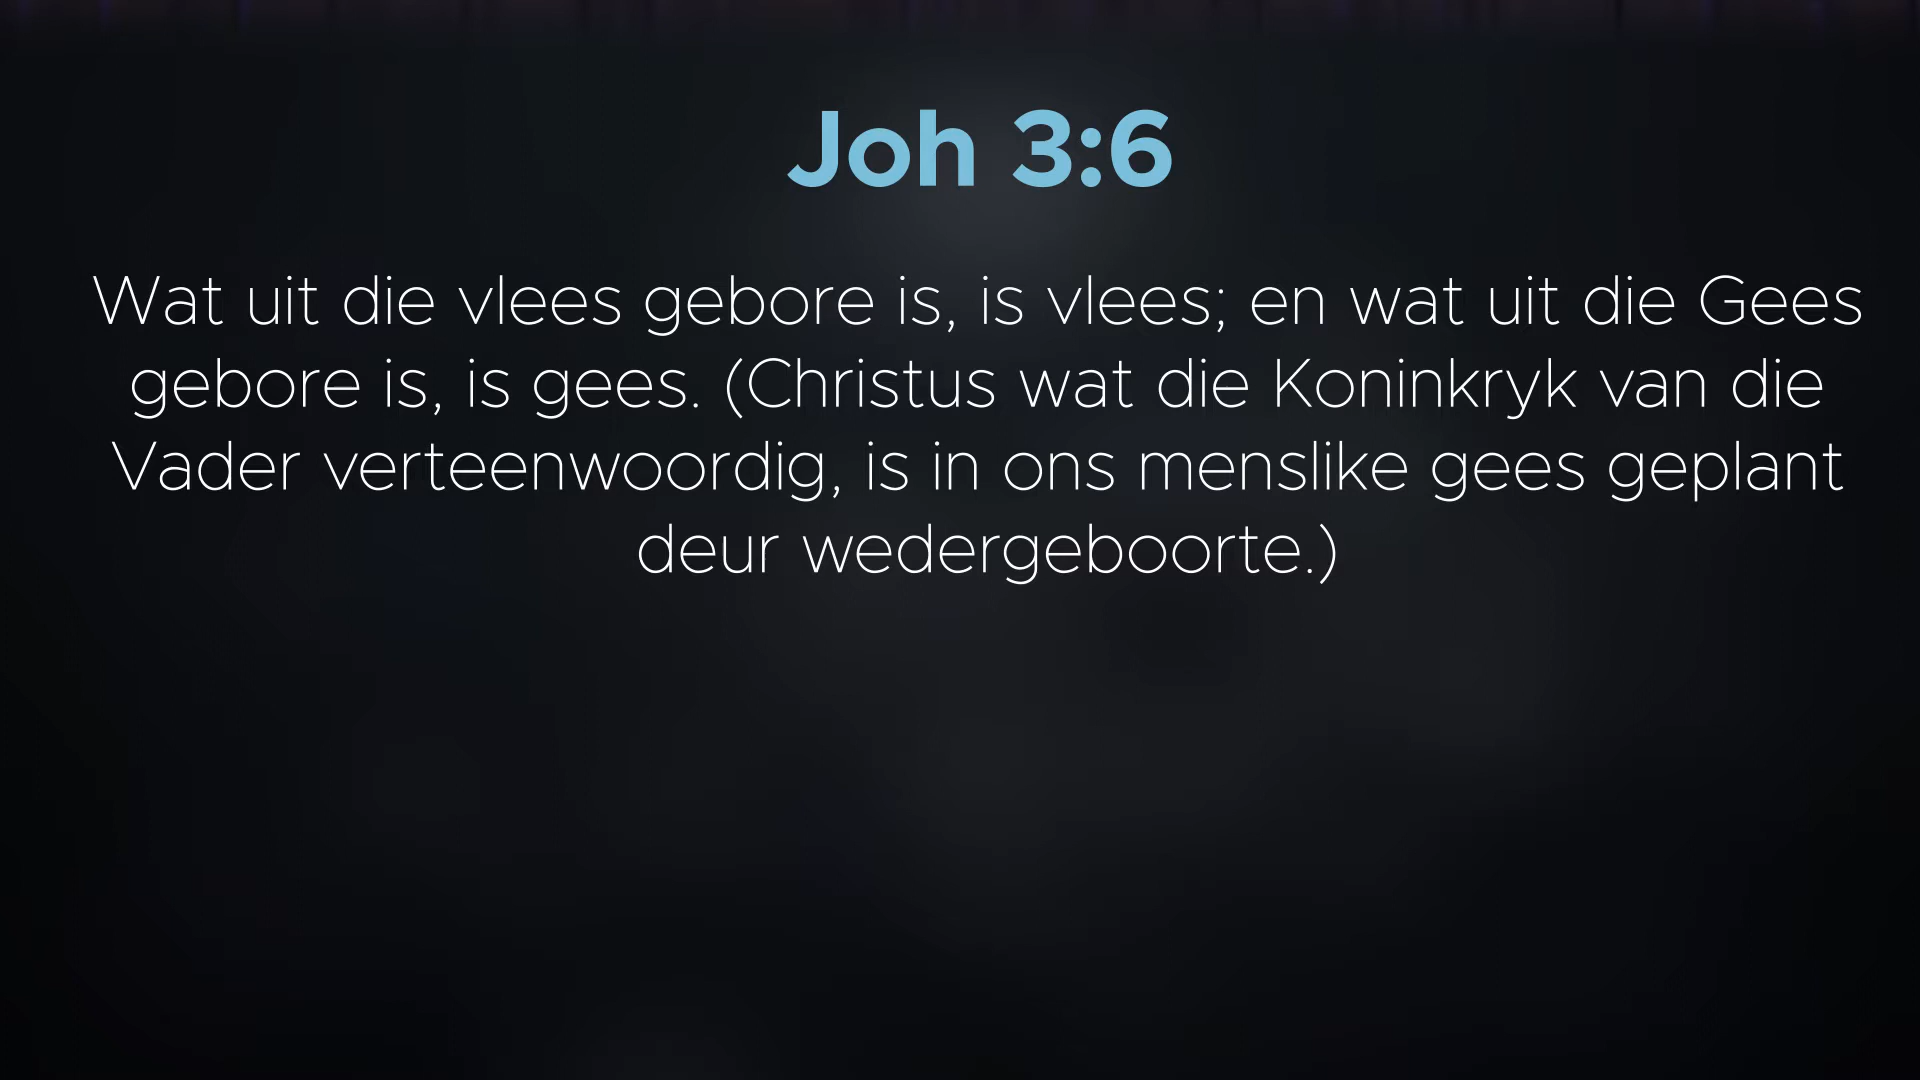 Joh 3:6
Wat uit die vlees gebore is, is vlees; en wat uit die Gees
gebore is, is gees. (Christus wat die Koninkryk van die
Vader verteenwoordig, is in ons menslike gees geplant
deur wedergeboorte.)